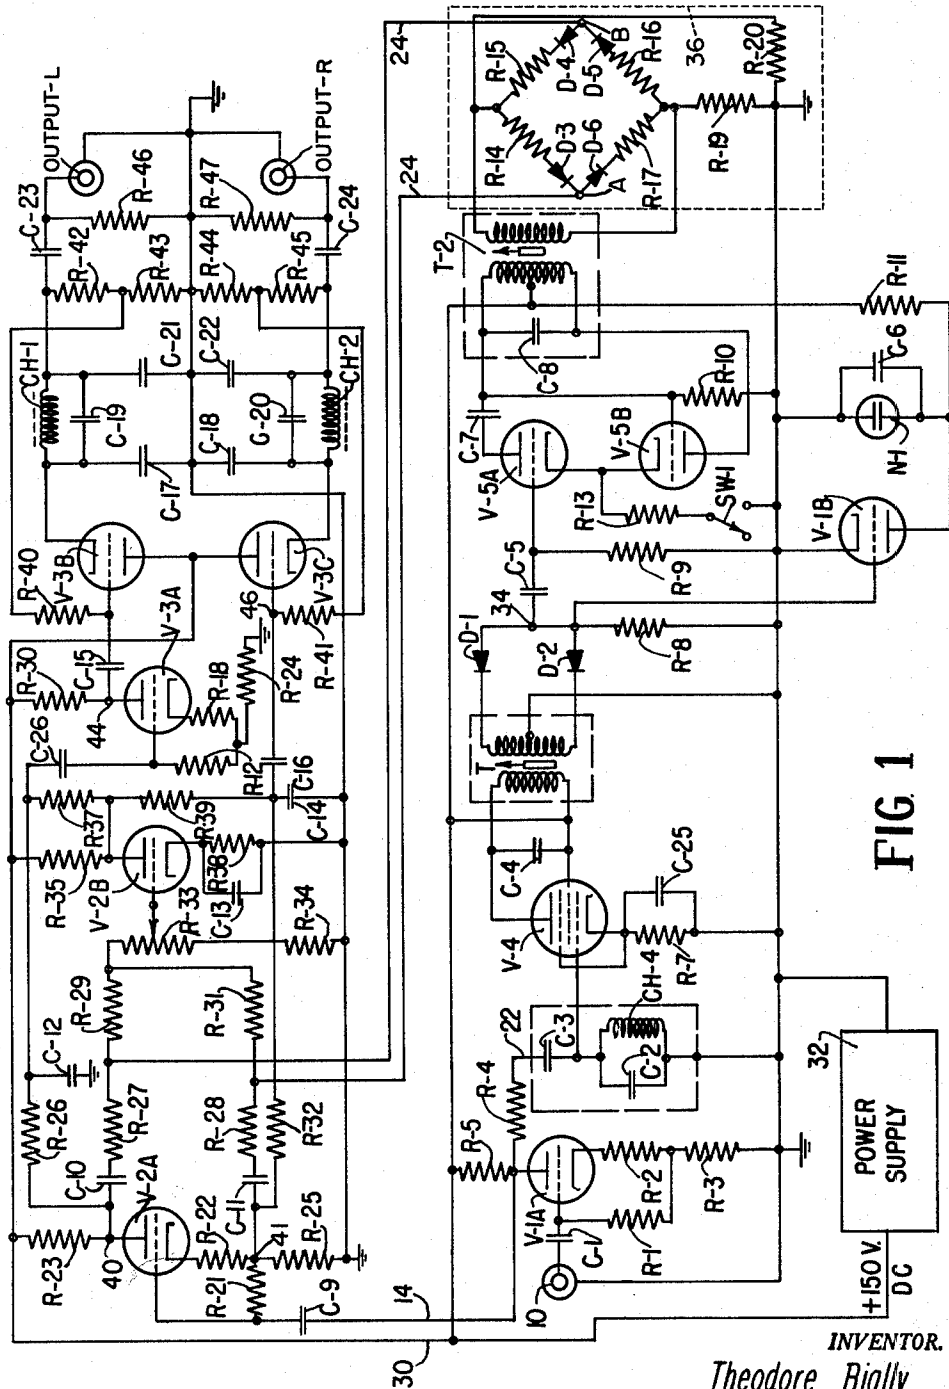 OUTPUT-L
OUTPUT-R
C-23
R-46
R-47
C-24
R-42
R-43
R-44
R-45
CH-1
C-21
C-22
CH-2
C-19
G-20
C-17
C-18
R-40
V-3B
V-3C
V-3A
46
R-41
R-30
C-15
44
R-18
R-24
C-26
R-12
C-16
C-14
R-37
R-39
R-35
V-2B
R38
C-13
R-33
R-34
R-29
R-31
C-12
R-26
R-27
R-28
R-32
C-10
C-11
V-2A
R-22
R-25
R-23
40
41
R-21
C-9
14
30
24
24
36
R-15
B
D-4
R-16
D-5
R-20
R-14
D-3
D-6
R-17
A
R-19
T-2
C-8
R-11
C-6
N-1
C-7
V-5A
V-5B
R-10
R-13
SW-1
V-1B
C-5
R-9
34
D-1
D-2
R-8
T
C-4
V-4
C-25
R-7
CH-4
C-3
C-2
22
R-4
R-5
V-1A
R-2
R-3
C-1
R-1
10
32
POWER
SUPPLY
+150V.
DC
FIG. 1
INVENTOR.
Theodore Bially